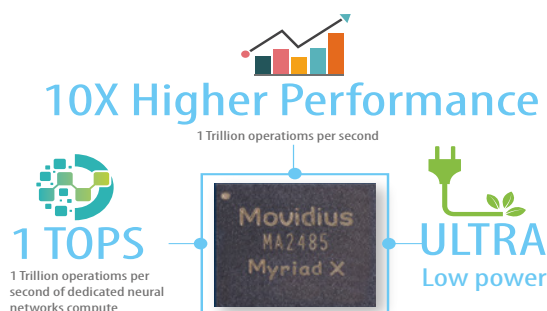 10X Higher Performance
1 Trillion operatioms per second
1 TOPS
1 Trillion operatioms per
second of dedicated neural
networks compute
Movidius
MA2485
Myriad X
ULTRA
Low power